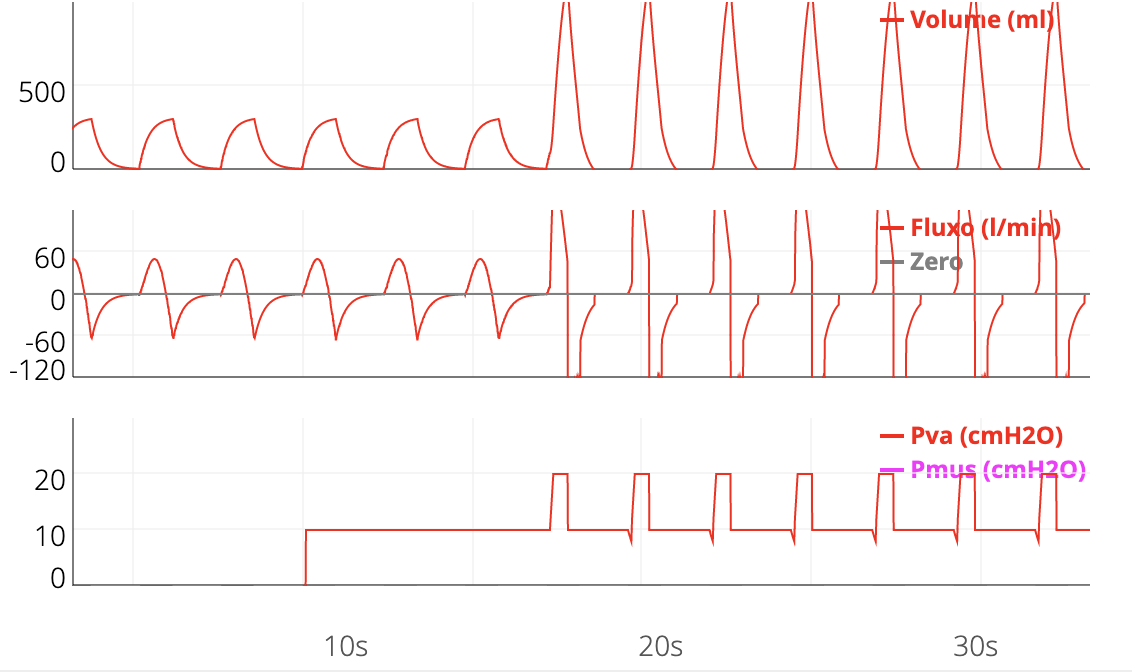 Volume (ml)
500
0
Fluxo (l/min)
60
Zero
0
-60
-120
Pva (cmH2O)
Pmus (cmH2O)
20
10
0
10s 20s 30s